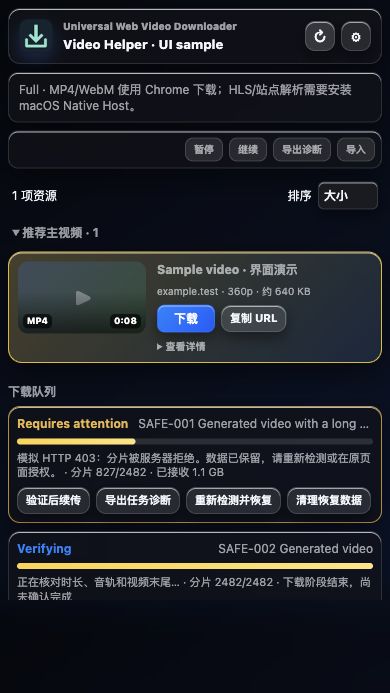 Universal Web Video Downloader
Video Helper · UI sample
Full · MP4/WebM 使用 Chrome 下载；HLS/站点解析需要安装
macOS Native Host。
暂停 继续 导出诊断 导入
1 项资源 排序 大小
▼推荐主视频 · 1
Sample video · 界面演示
example.test · 360p · 约 640 KB
MP4 0:08
下载 复制 URL
▶ 查看详情
下载队列
Requires attention SAFE-001 Generated video with a long ...
模拟 HTTP 403：分片被服务器拒绝。数据已保留，请重新检测或在原页
面授权。 · 分片 827/2482 · 已接收 1.1 GB
验证后续传 导出任务诊断 重新检测并恢复 清理恢复数据
Verifying SAFE-002 Generated video
正在核对时长、音轨和视频末尾… · 分片 2482/2482 · 下载阶段结束，尚
未确认完成